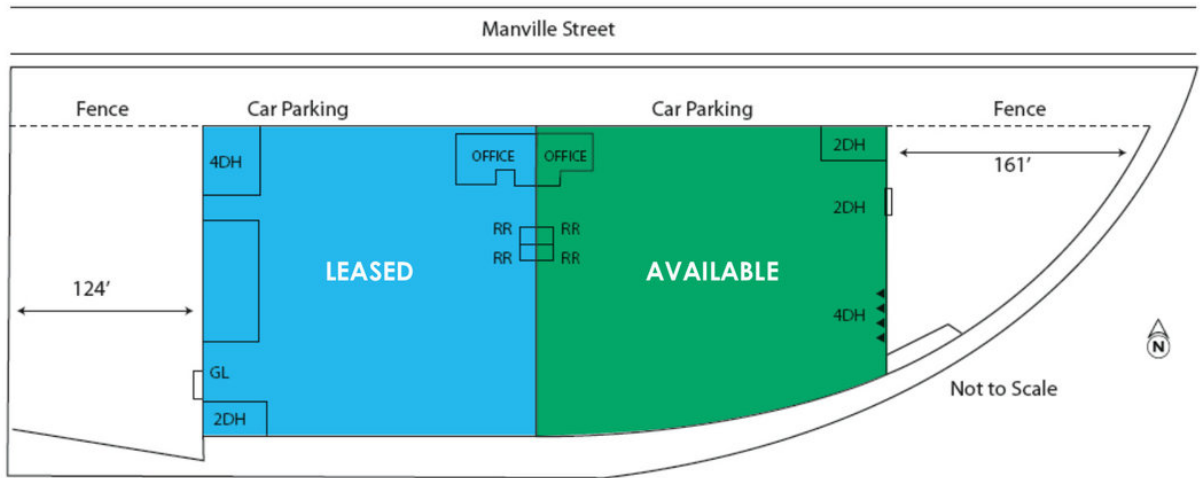 Manville Street
Fence
Car Parking
Car Parking
Fence
4DH
OFFICE
OFFICE
2DH
161'
2DH
RR
RR
RR
RR
LEASED
AVAILABLE
124'
4DH
GL
2DH
N
Not to Scale